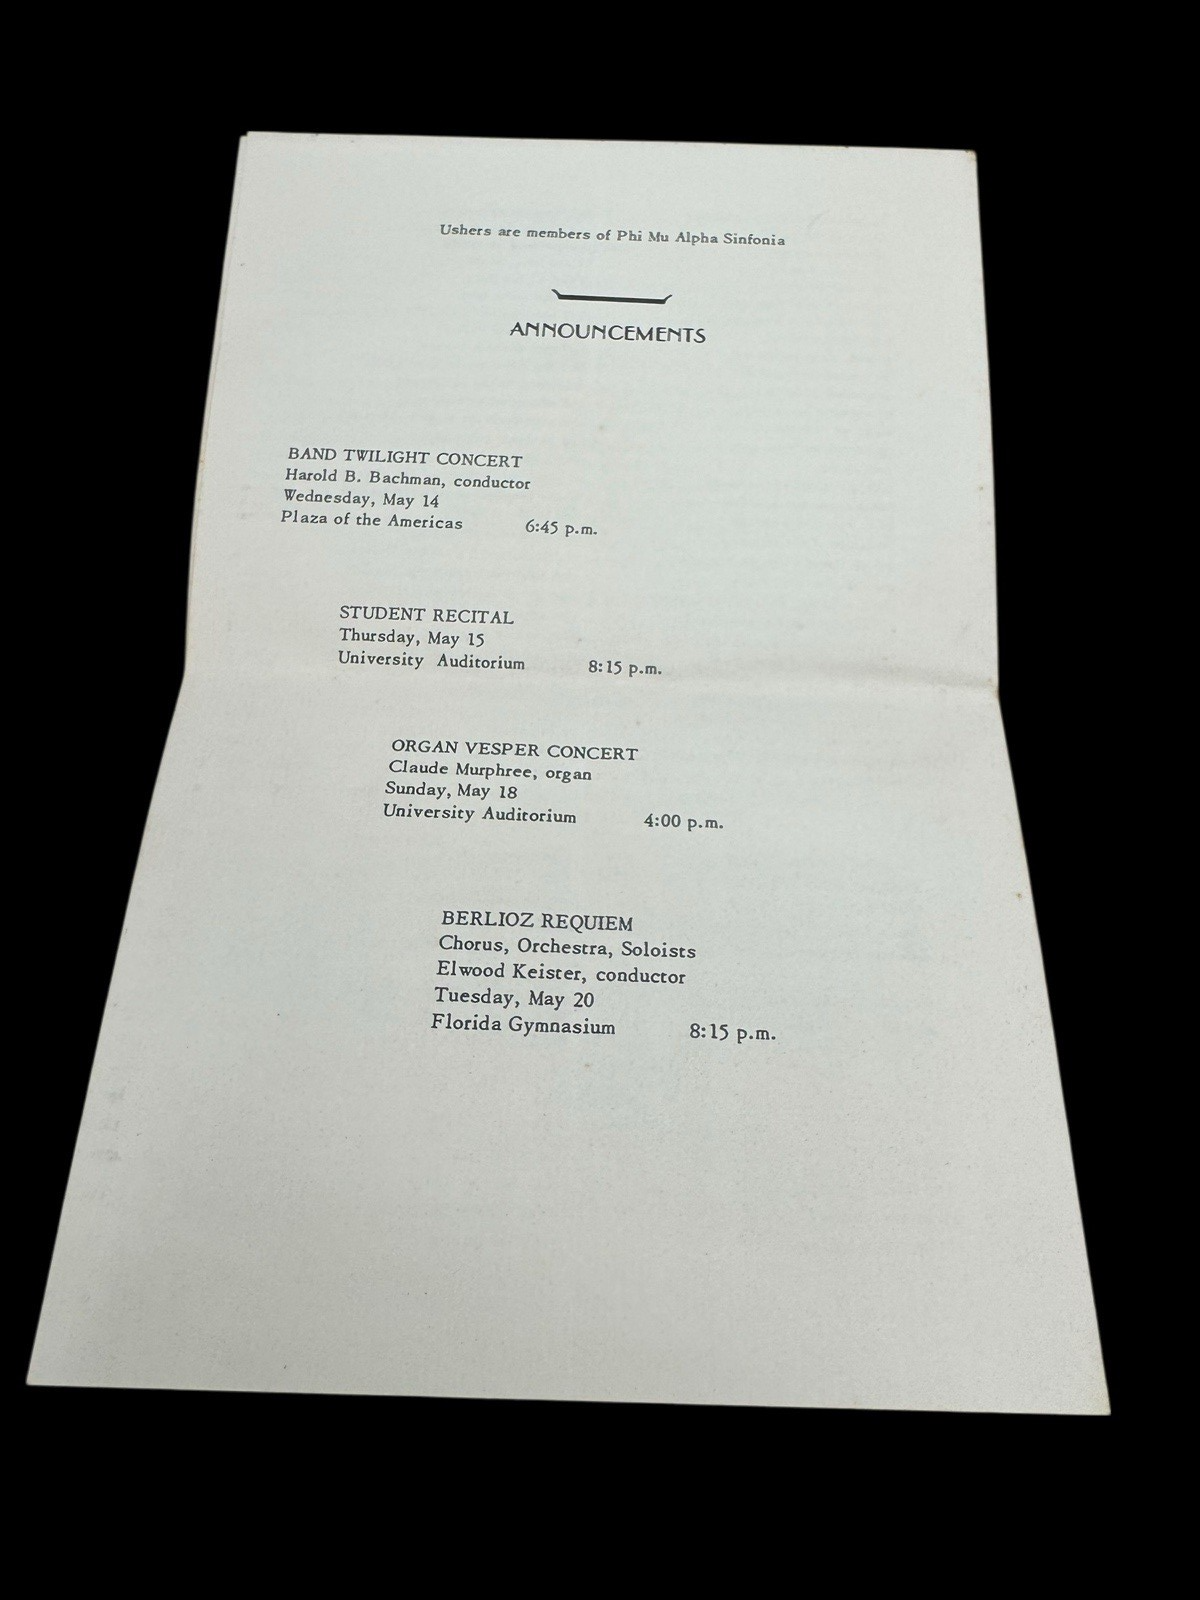 Ushers are members of Phi Mu Alpha Sinfonia
ANNOUNCEMENTS
BAND TWILIGHT CONCERT
Harold B. Bachman, conductor
Wednesday, May 14
Plaza of the Americas 6:45 p.m.
STUDENT RECITAL
Thursday, May 15
University Auditorium 8:15 p.m.
ORGAN VESPER CONCERT
Claude Murphree, organ
Sunday, May 18
University Auditorium 4:00 p.m.
BERLIOZ REQUIEM
Chorus, Orchestra, Soloists
Elwood Keister, conductor
Tuesday, May 20
Florida Gymnasium 8:15 p.m.